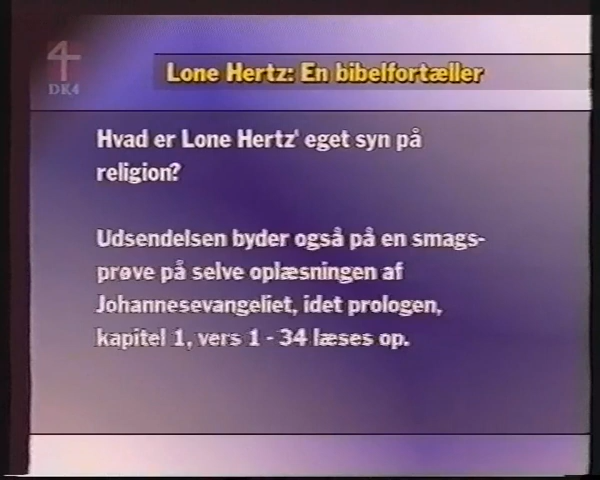 4
DK4
Lone Hertz: En bibelfortæller
Hvad er Lone Hertz' eget syn på
religion?
Udsendelsen byder også på en smags-
prøve på selve oplæsningen af
Johannesevangeliet, idet prologen,
kapitel 1, vers 1 - 34 læses op.